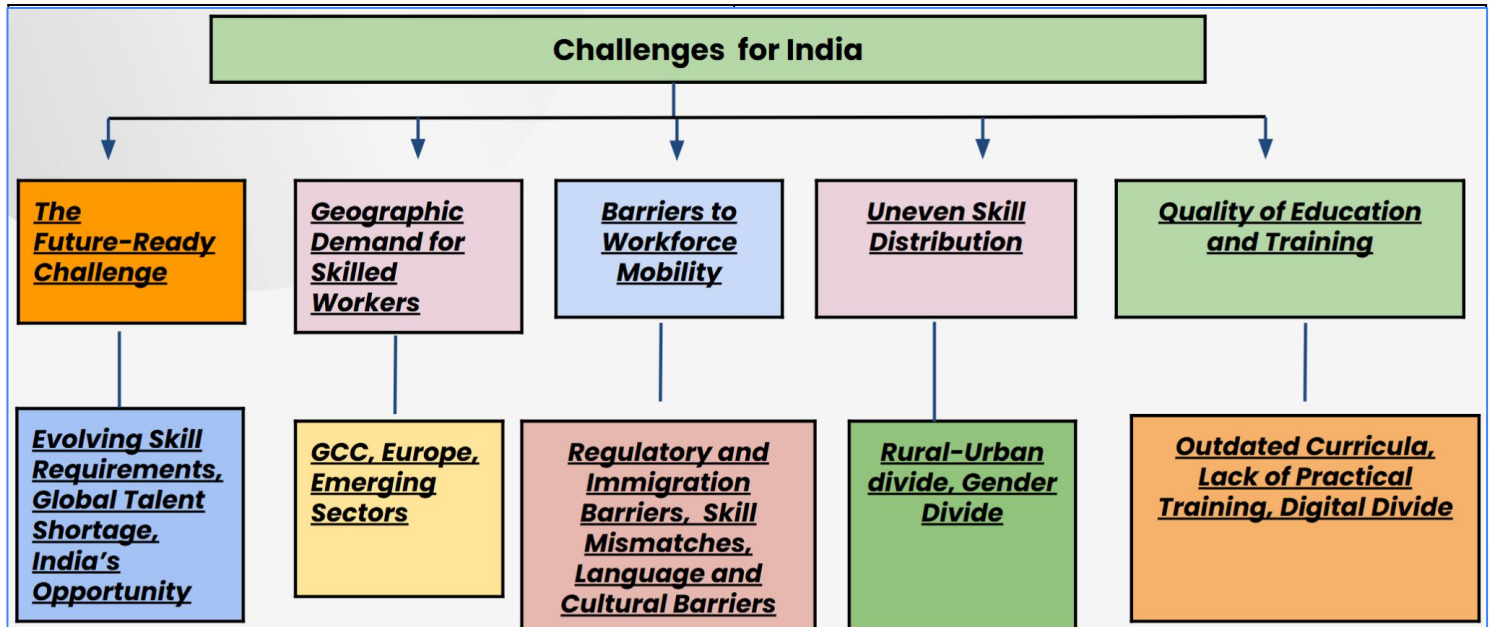 Challenges for India
The
Future-Ready
Challenge
Geographic
Demand for
Skilled
Workers
Barriers to
Workforce
Mobility
Uneven Skill
Distribution
Quality of Education
and Training
Evolving Skill
Requirements,
Global Talent
Shortage,
India's
Opportunity
GCC, Europe,
Emerging
Sectors
Regulatory and
Immigration
Barriers, Skill
Mismatches,
Language and
Cultural Barriers
Rural-Urban
divide, Gender
Divide
Outdated Curricula,
Lack of Practical
Training, Digital Divide